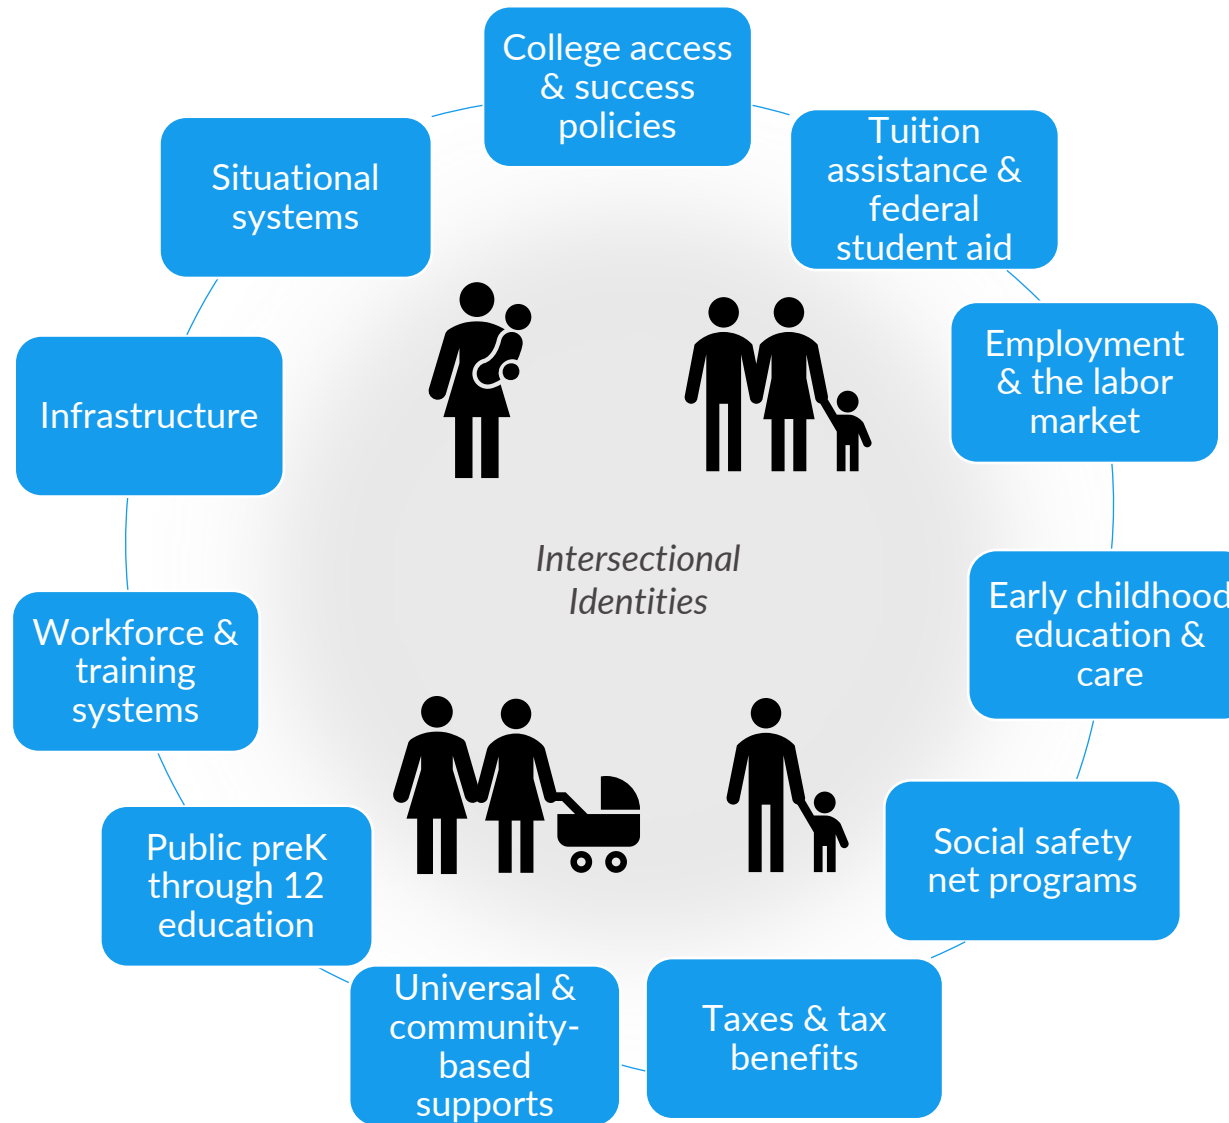 College access
& success
policies
Tuition
assistance &
federal
student aid
Employment
& the labor
market
Early childhood
education &
care
Social safety
net programs
Taxes & tax
benefits
Universal &
community-
based
supports
Public preK
through 12
education
Workforce &
training
systems
Infrastructure
Situational
systems
Intersectional
Identities